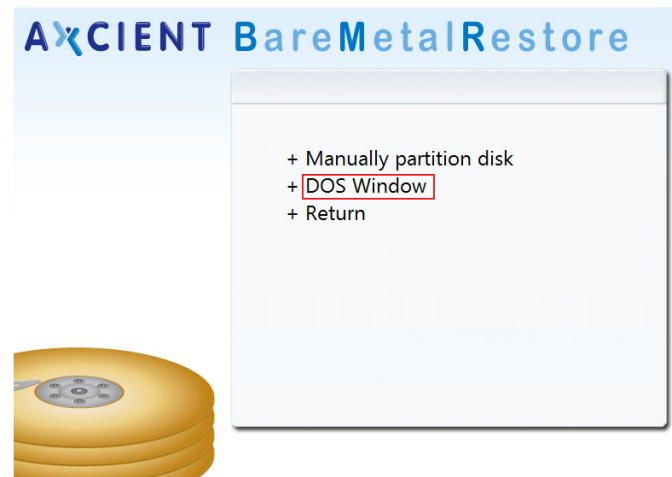 AXCIENT BareMetalRestore
+ Manually partition disk
+ DOS Window
+ Return